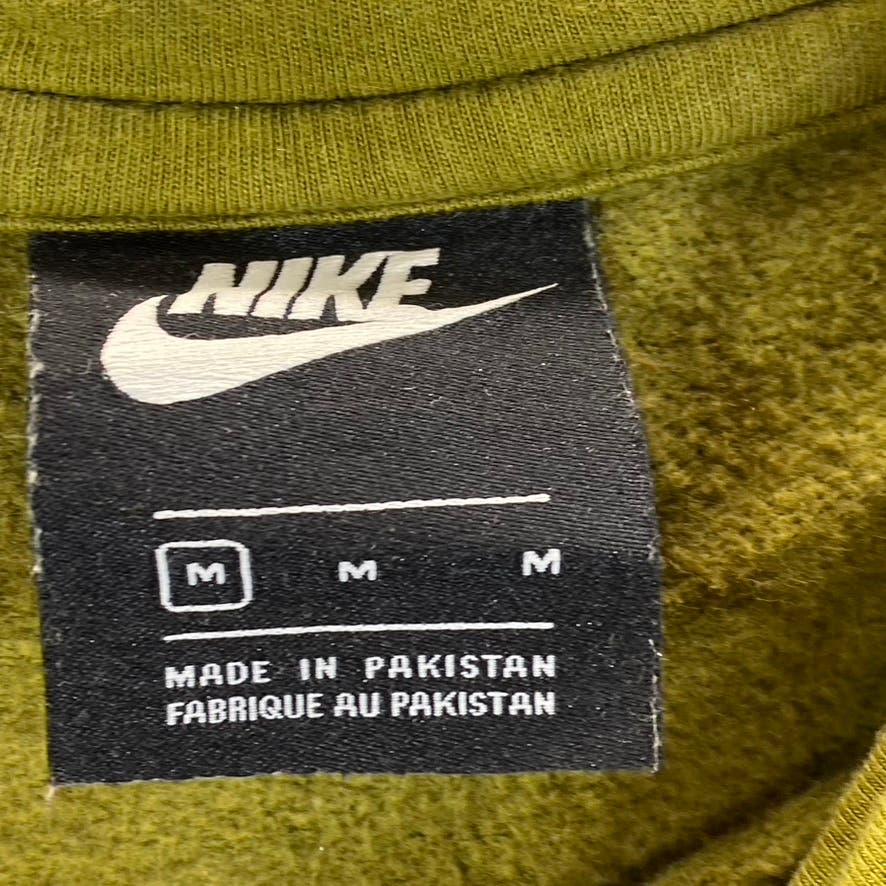 NIKE
M M M
MADE IN PAKISTAN
FABRIQUE AU PAKISTAN